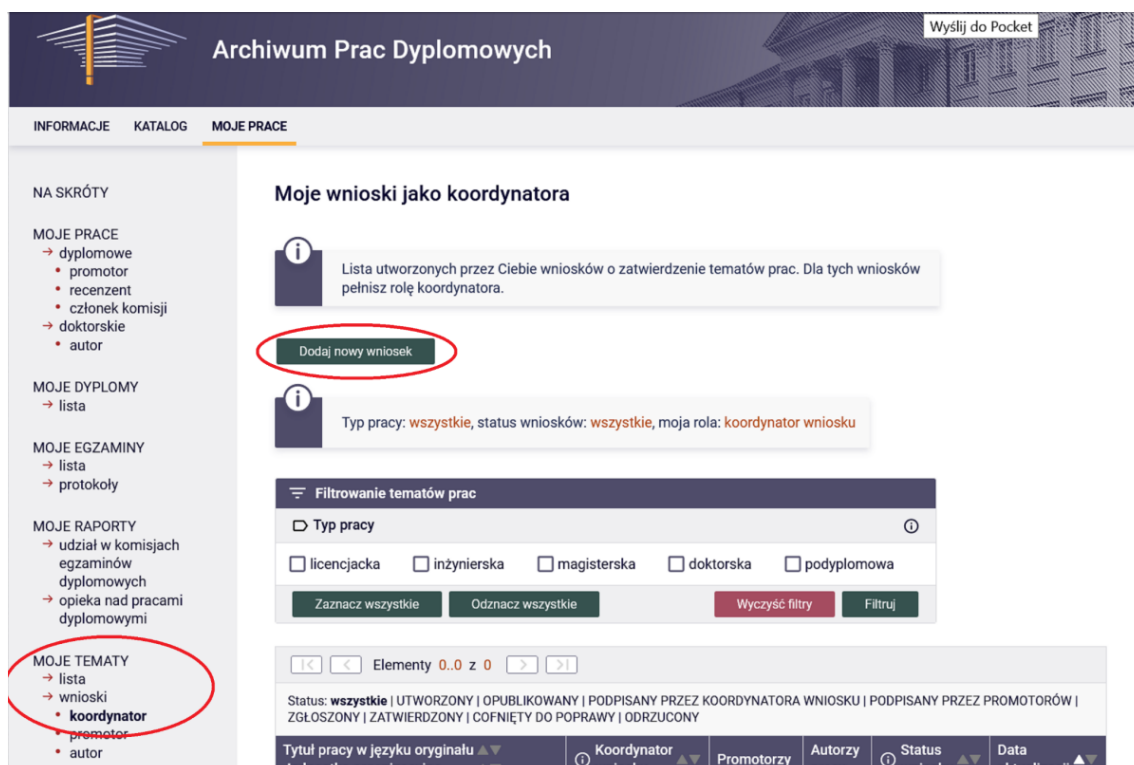 Archiwum Prac Dyplomowych
Wyślij do Pocket
INFORMACJE KATALOG MOJE PRACE
NA SKRÓTY
MOJE PRACE
→ dyplomowe
• promotor
• recenzent
• członek komisji
→ doktorskie
• autor
MOJE DYPLOMY
→ lista
MOJE EGZAMINY
→ lista
→ protokoły
MOJE RAPORTY
→ udział w komisjach
egzaminów
dyplomowych
→ opieka nad pracami
dyplomowymi
MOJE TEMATY
→ lista
→ wnioski
• koordynator
• promotor
• autor
Moje wnioski jako koordynatora
Lista utworzonych przez Ciebie wniosków o zatwierdzenie tematów prac. Dla tych wniosków
pełnisz rolę koordynatora.
Dodaj nowy wniosek
Typ pracy: wszystkie, status wniosków: wszystkie, moja rola: koordynator wniosku
Filtrowanie tematów prac
Typ pracy
licencjacka inżynierska magisterska doktorska podyplomowa
Zaznacz wszystkie Odznacz wszystkie Wyczyść filtry Filtruj
Elementy 0..0 z 0
Status: wszystkie | UTWORZONY | OPUBLIKOWANY | PODPISANY PRZEZ KOORDYNATORA WNIOSKU | PODPISANY PRZEZ PROMOTORÓW |
ZGŁOSZONY | ZATWIERDZONY | COFNIĘTY DO POPRAWY | ODRZUCONY
Tytuł pracy w języku oryginału Koordynator Promotorzy Autorzy Status Data